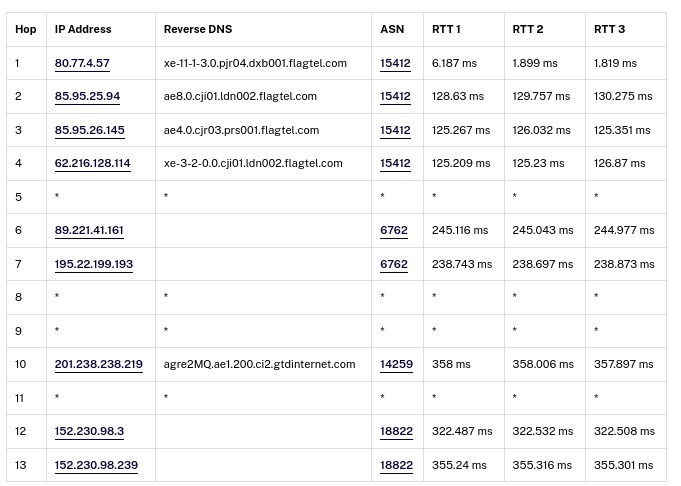 Hop IP Address Reverse DNS ASN RTT 1 RTT 2 RTT 3
1 80.77.4.57 xe-11-1-3.0.pjr04.dxb001.flagtel.com 15412 6.187 ms 1.899 ms 1.819 ms
2 85.95.25.94 ae8.0.cji01.ldn002.flagtel.com 15412 128.63 ms 129.757 ms 130.275 ms
3 85.95.26.145 ae4.0.cjr03.prs001.flagtel.com 15412 125.267 ms 126.032 ms 125.351 ms
4 62.216.128.114 xe-3-2-0.0.cji01.ldn002.flagtel.com 15412 125.209 ms 125.23 ms 126.87 ms
5 * * * * * *
6 89.221.41.161 6762 245.116 ms 245.043 ms 244.977 ms
7 195.22.199.193 6762 238.743 ms 238.697 ms 238.873 ms
8 * * * * * *
9 * * * * * *
10 201.238.238.219 agre2MQ.ae1.200.ci2.gtdinternet.com 14259 358 ms 358.006 ms 357.897 ms
11 * * * * * *
12 152.230.98.3 18822 322.487 ms 322.532 ms 322.508 ms
13 152.230.98.239 18822 355.24 ms 355.316 ms 355.301 ms